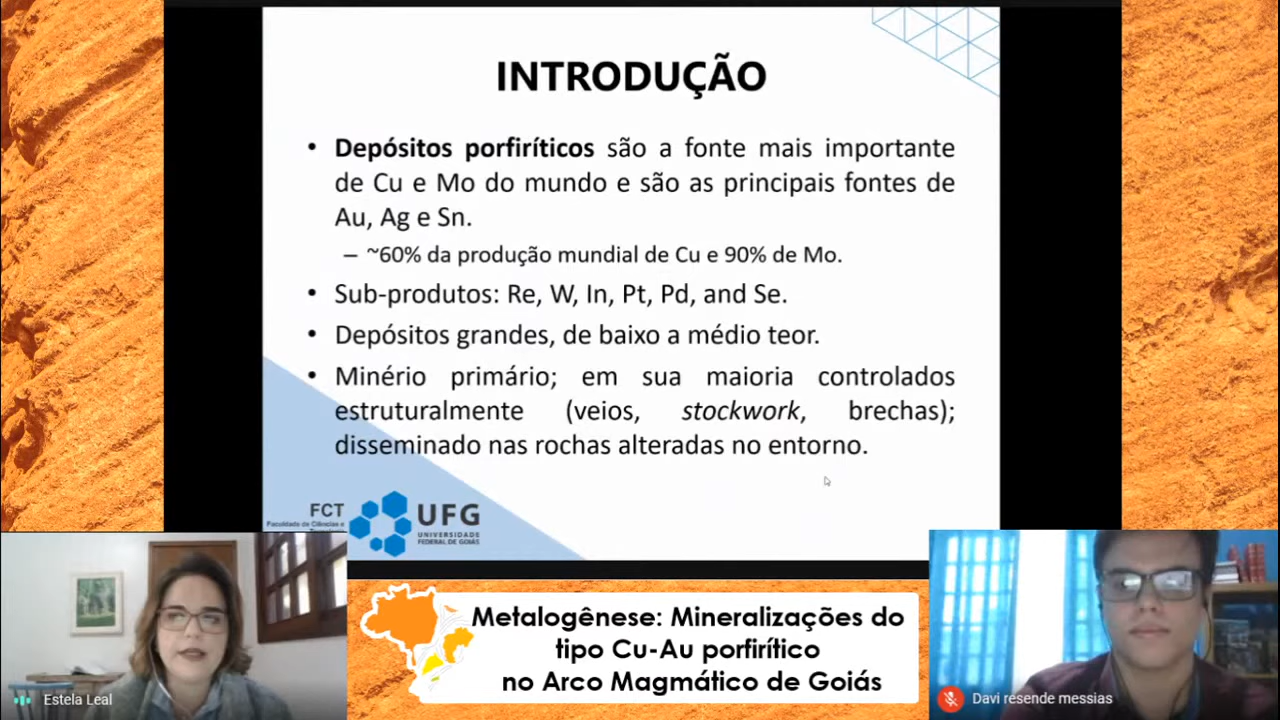 INTRODUÇÃO
• Depósitos porfiríticos são a fonte mais importante
de Cu e Mo do mundo e são as principais fontes de
Au, Ag e Sn.
– ~60% da produção mundial de Cu e 90% de Mo.
• Sub-produtos: Re, W, In, Pt, Pd, and Se.
• Depósitos grandes, de baixo a médio teor.
• Minério primário; em sua maioria controlados
estruturalmente (veios, stockwork, brechas);
disseminado nas rochas alteradas no entorno.
FCT
Faculdade de Ciências e
UFG
UNIVERSIDADE
FEDERAL DE GOIÁS
Estela Leal
Metalogênese: Mineralizações do
tipo Cu-Au porfirítico
no Arco Magmático de Goiás
Davi resende messias